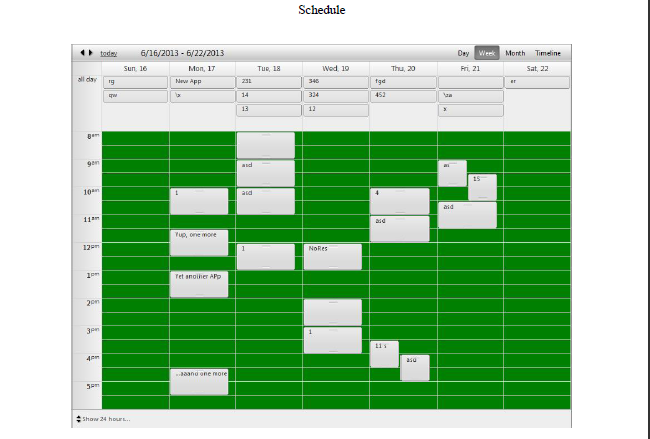 Schedule
today 6/16/2013 - 6/22/2013 Day Week Month Timeline
Sun, 16 Mon, 17 Tue, 18 Wed, 19 Thu, 20 Fri, 21 Sat, 22
all day rg New App 231 346 fgd er
qw \x 14 324 452 \za
13 12 x
8am
9am asd as
15
10am 1 asd 4
asd
11am asd
Yup, one more
12pm 1 NoRes
1pm Yet another APp
2pm
3pm 1
11 s
4pm asd
...aaand one more
5pm
Show 24 hours...